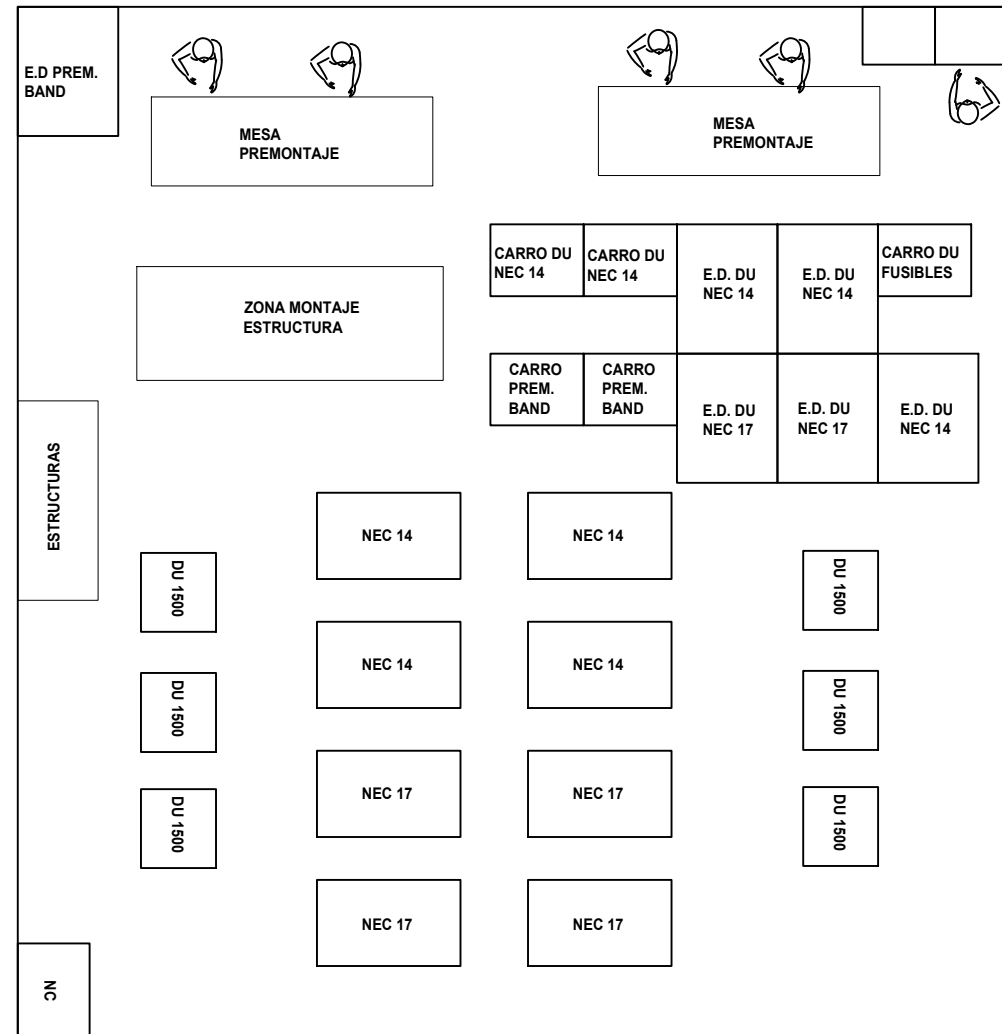 E.D PREM.
BAND
MESA
PREMONTAJE
MESA
PREMONTAJE
CARRO DU
NEC 14
CARRO DU
NEC 14
E.D. DU
NEC 14
E.D. DU
NEC 14
CARRO DU
FUSIBLES
ZONA MONTAJE
ESTRUCTURA
CARRO
PREM.
BAND
CARRO
PREM.
BAND
E.D. DU
NEC 17
E.D. DU
NEC 17
E.D. DU
NEC 14
ESTRUCTURAS
NEC 14
NEC 14
DU 1500
DU 1500
NEC 14
NEC 14
DU 1500
DU 1500
NEC 17
NEC 17
DU 1500
DU 1500
NEC 17
NEC 17
NC